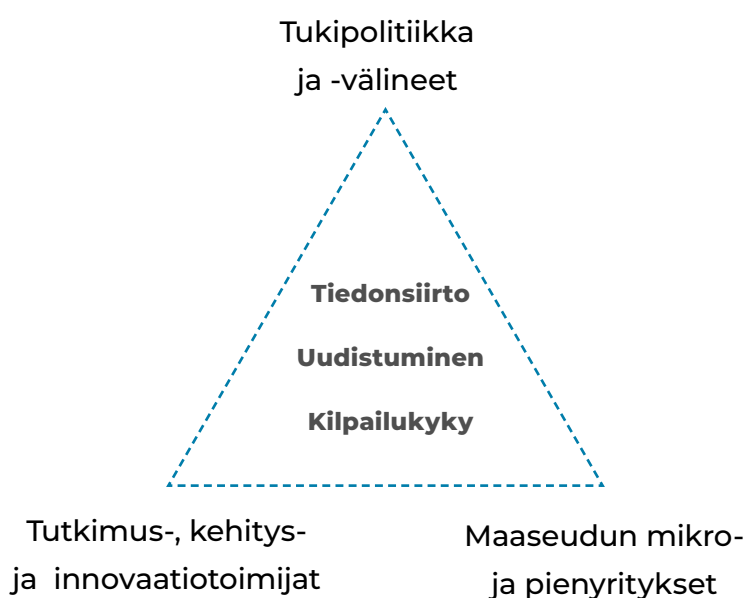 Tukipolitiikka
ja -välineet
Tiedonsiirto
Uudistuminen
Kilpailukyky
Tutkimus-, kehitys-
ja innovaatiotoimijat
Maaseudun mikro-
ja pienyritykset